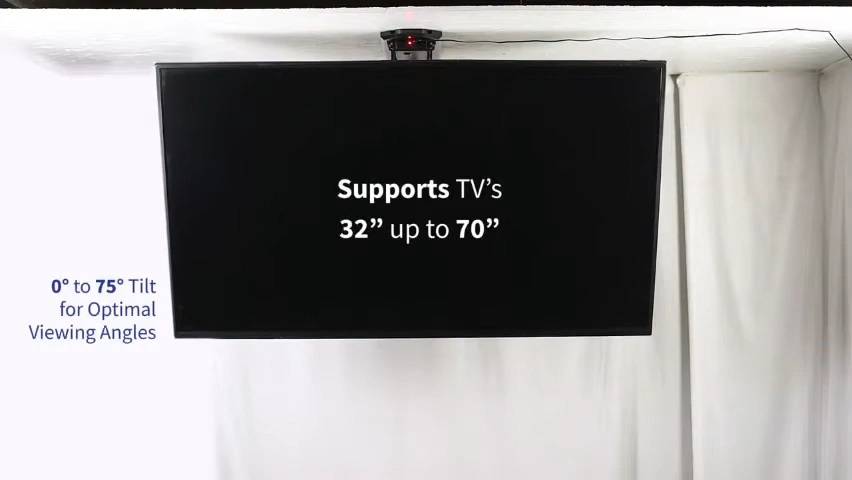 Supports TV’s
32” up to 70”
0° to 75° Tilt
for Optimal
Viewing Angles